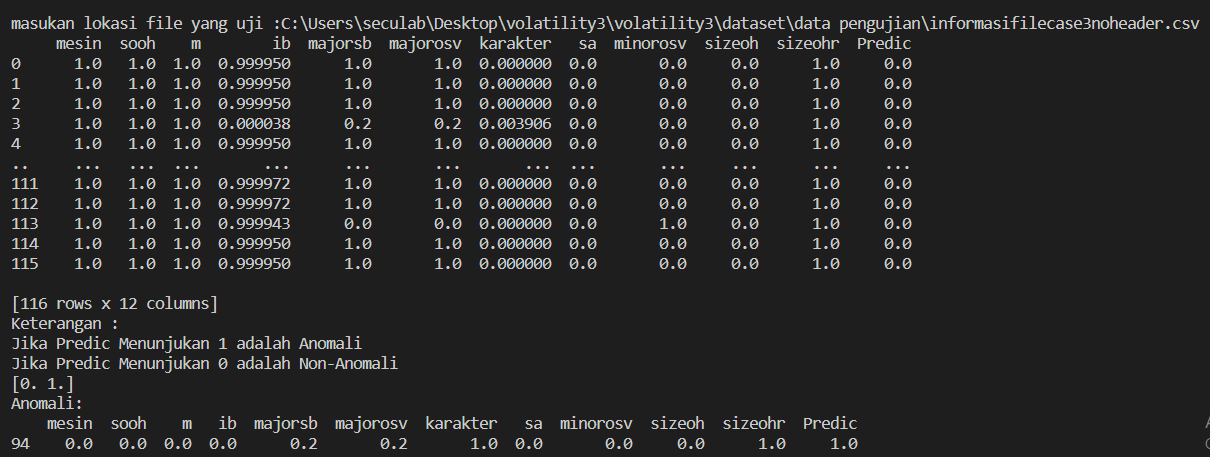 masukan lokasi file yang uji :C:\Users\seculab\Desktop\volatility3\volatility3\dataset\data pengujian\informasifilecase3noheader.csv
mesin sooh m ib majorsb majorosv karakter sa minorosv sizeoh sizeohr Predic
0 1.0 1.0 1.0 0.999950 1.0 1.0 0.000000 0.0 0.0 0.0 1.0 0.0
1 1.0 1.0 1.0 0.999950 1.0 1.0 0.000000 0.0 0.0 0.0 1.0 0.0
2 1.0 1.0 1.0 0.999950 1.0 1.0 0.000000 0.0 0.0 0.0 1.0 0.0
3 1.0 1.0 1.0 0.000038 0.2 0.2 0.003906 0.0 0.0 0.0 1.0 0.0
4 1.0 1.0 1.0 0.999950 1.0 1.0 0.000000 0.0 0.0 0.0 1.0 0.0
.. ... ... ... ... ... ... ... ... ... ... ... ...
111 1.0 1.0 1.0 0.999972 1.0 1.0 0.000000 0.0 0.0 0.0 1.0 0.0
112 1.0 1.0 1.0 0.999972 1.0 1.0 0.000000 0.0 0.0 0.0 1.0 0.0
113 1.0 1.0 1.0 0.999943 0.0 0.0 0.000000 0.0 1.0 0.0 1.0 0.0
114 1.0 1.0 1.0 0.999950 1.0 1.0 0.000000 0.0 0.0 0.0 1.0 0.0
115 1.0 1.0 1.0 0.999950 1.0 1.0 0.000000 0.0 0.0 0.0 1.0 0.0
[116 rows x 12 columns]
Keterangan :
Jika Predic Menunjukan 1 adalah Anomali
Jika Predic Menunjukan 0 adalah Non-Anomali
[0. 1.]
Anomali:
mesin sooh m ib majorsb majorosv karakter sa minorosv sizeoh sizeohr Predic
94 0.0 0.0 0.0 0.0 0.2 0.2 1.0 0.0 0.0 0.0 1.0 1.0